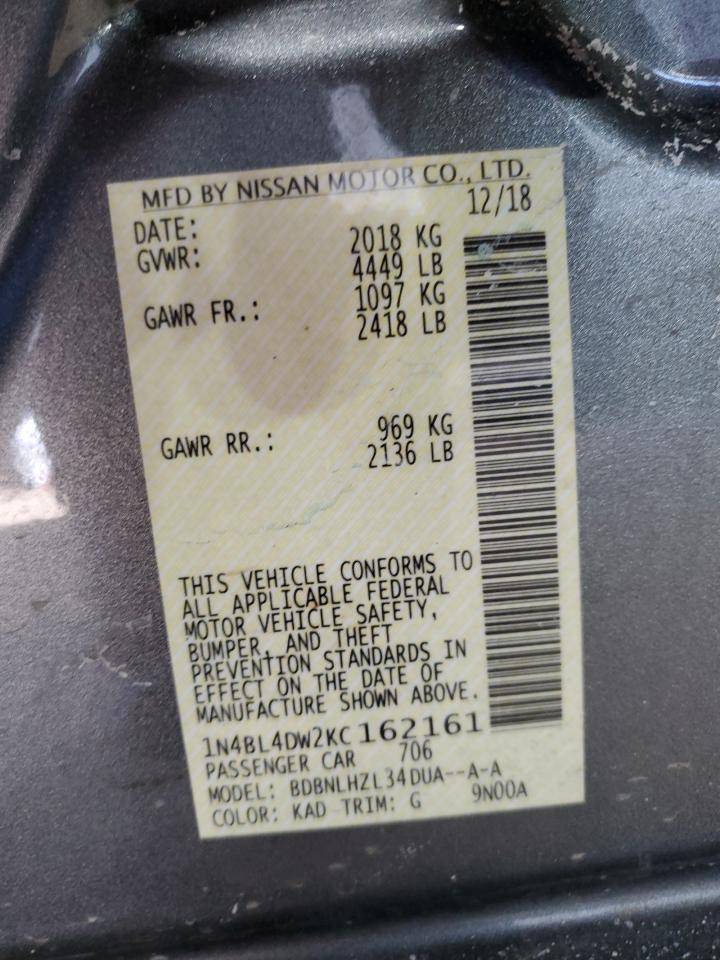 MFD BY NISSAN MOTOR CO., LTD.
DATE: 12/18
GVWR: 2018 KG
4449 LB
GAWR FR.: 1097 KG
2418 LB
GAWR RR.: 969 KG
2136 LB
THIS VEHICLE CONFORMS TO
ALL APPLICABLE FEDERAL
MOTOR VEHICLE SAFETY,
BUMPER, AND THEFT
PREVENTION STANDARDS IN
EFFECT ON THE DATE OF
MANUFACTURE SHOWN ABOVE.
1N4BL4DW2KC162161
PASSENGER CAR 706
MODEL: BDBNLHZL34DUA--A-A
COLOR: KAD TRIM: G 9N00A